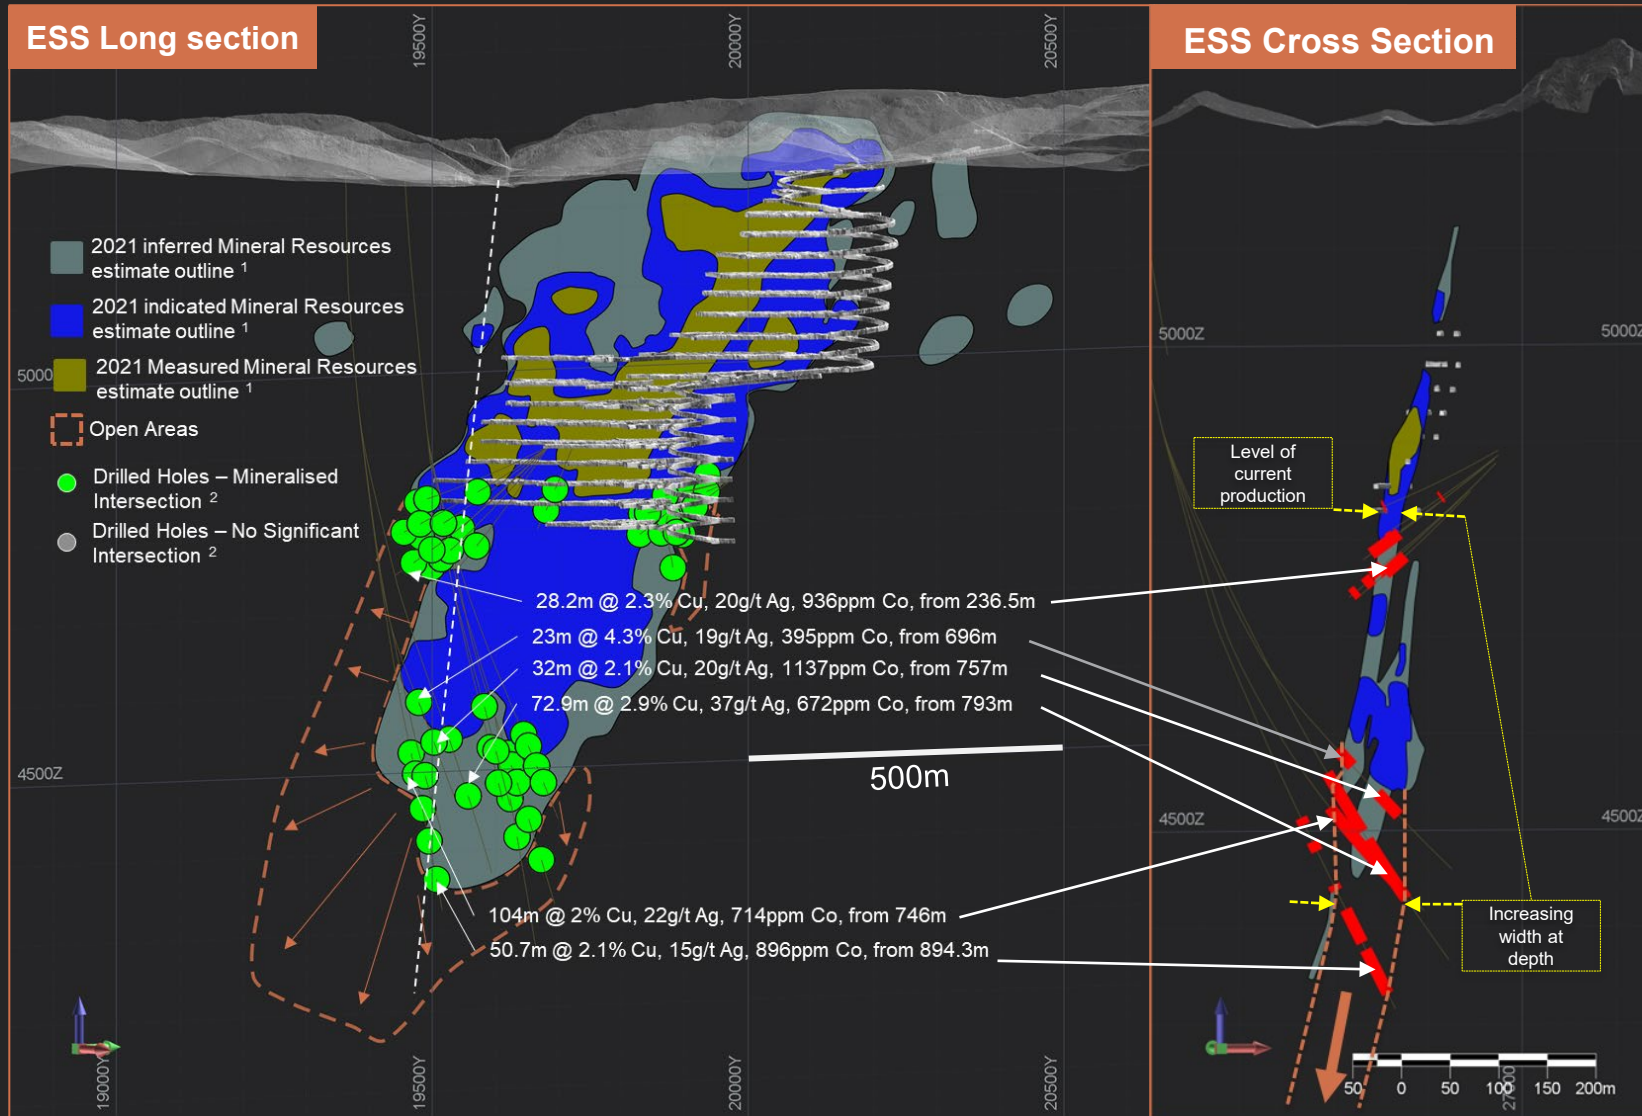 ESS Long section
ESS Cross Section
19500Y
20000Y
20500Y
2021 inferred Mineral Resources
estimate outline 1
2021 indicated Mineral Resources
estimate outline 1
2021 Measured Mineral Resources
estimate outline 1
Open Areas
Drilled Holes – Mineralised
Intersection 2
Drilled Holes – No Significant
Intersection 2
5000
4500Z
28.2m @ 2.3% Cu, 20g/t Ag, 936ppm Co, from 236.5m
23m @ 4.3% Cu, 19g/t Ag, 395ppm Co, from 696m
32m @ 2.1% Cu, 20g/t Ag, 1137ppm Co, from 757m
72.9m @ 2.9% Cu, 37g/t Ag, 672ppm Co, from 793m
500m
104m @ 2% Cu, 22g/t Ag, 714ppm Co, from 746m
50.7m @ 2.1% Cu, 15g/t Ag, 896ppm Co, from 894.3m
19000Y
19500Y
20000Y
20500Y
5000Z
5000Z
Level of
current
production
4500Z
4500Z
Increasing
width at
depth
50 0 50 100 150 200m